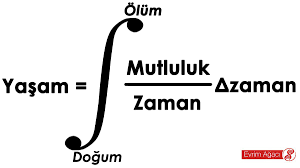 Ölüm
Yaşam = ∫ Mutluluk
Zaman Δzaman
Doğum
Evrim Ağacı